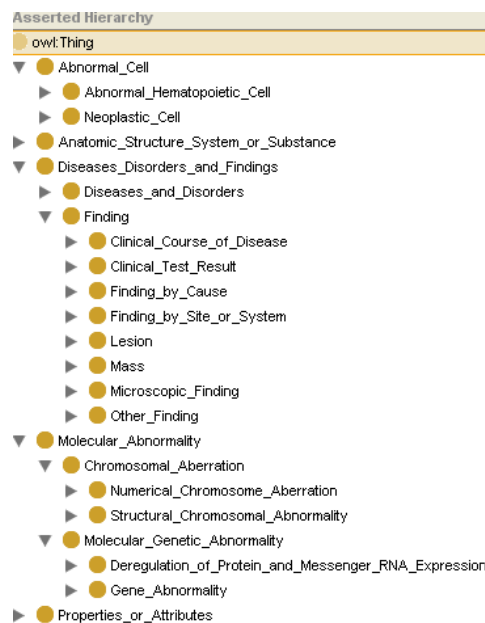 Asserted Hierarchy
owl:Thing
Abnormal_Cell
Abnormal_Hematopoietic_Cell
Neoplastic_Cell
Anatomic_Structure_System_or_Substance
Diseases_Disorders_and_Findings
Diseases_and_Disorders
Finding
Clinical_Course_of_Disease
Clinical_Test_Result
Finding_by_Cause
Finding_by_Site_or_System
Lesion
Mass
Microscopic_Finding
Other_Finding
Molecular_Abnormality
Chromosomal_Aberration
Numerical_Chromosome_Aberration
Structural_Chromosomal_Abnormality
Molecular_Genetic_Abnormality
Deregulation_of_Protein_and_Messenger_RNA_Expression
Gene_Abnormality
Properties_or_Attributes